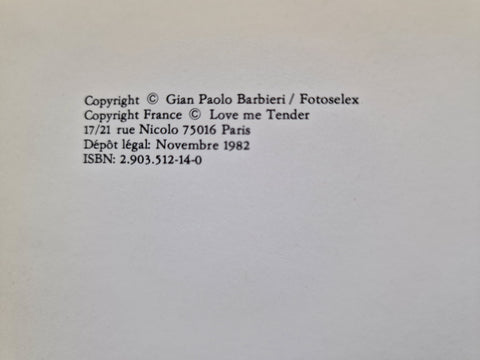 Copyright © Gian Paolo Barbieri / Fotoselex
Copyright France © Love me Tender
17/21 rue Nicolo 75016 Paris
Dépôt légal: Novembre 1982
ISBN: 2.903.512-14-0